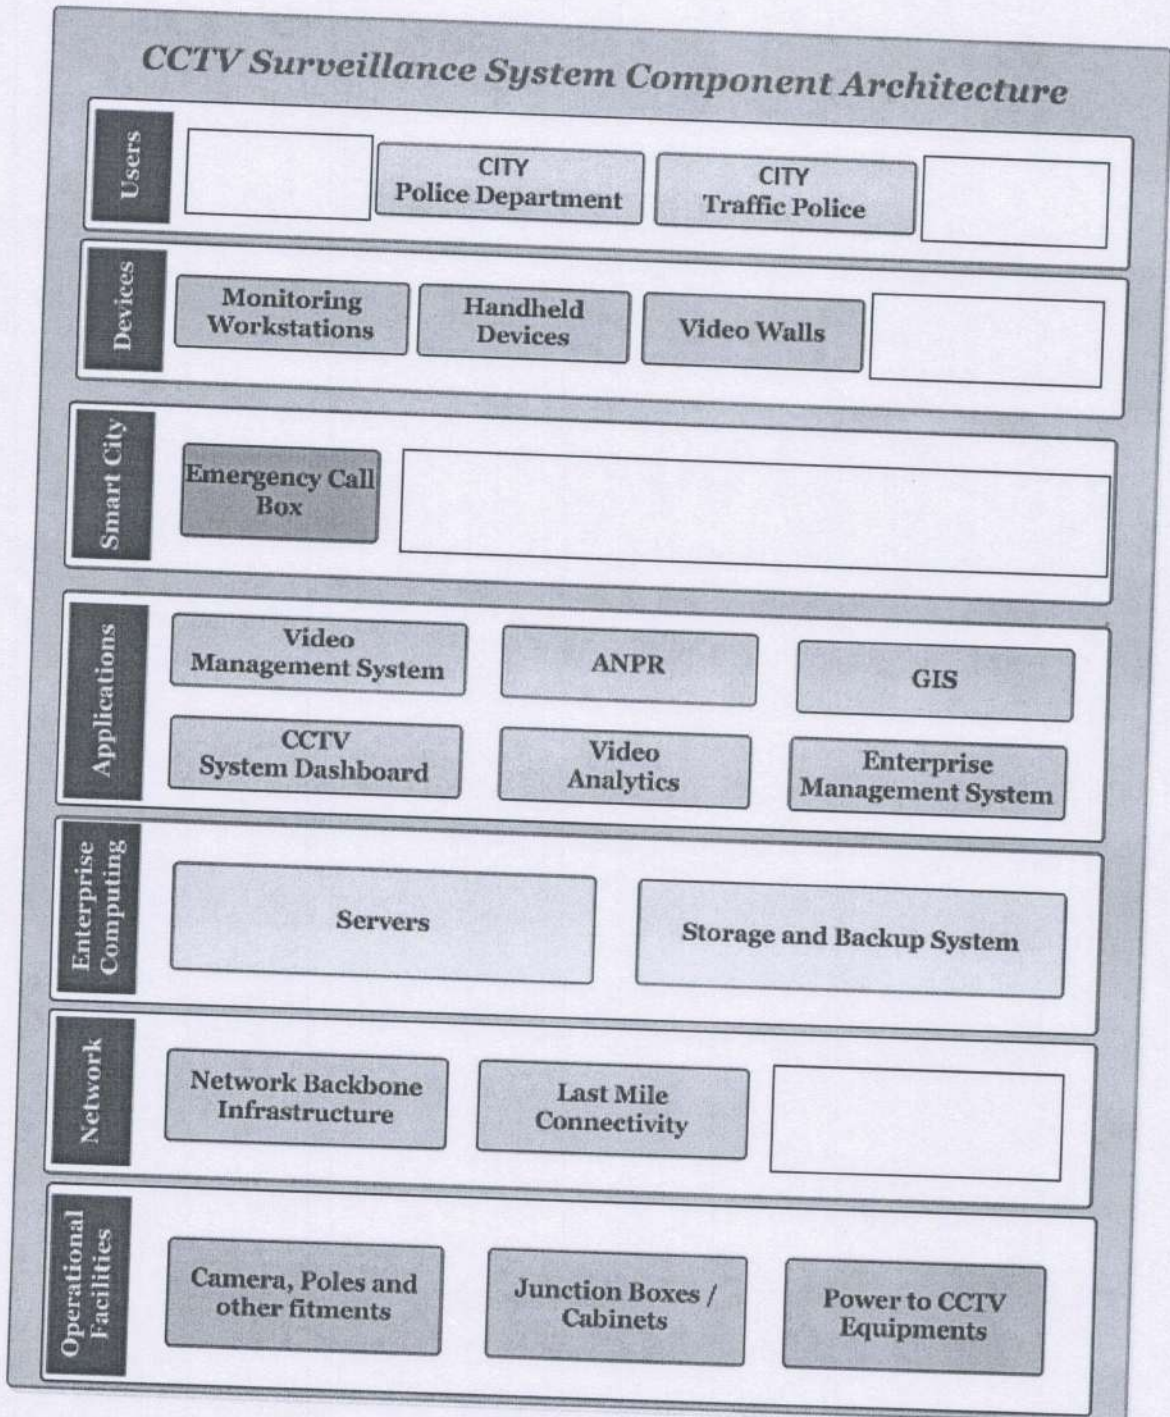 CCTV Surveillance System Component Architecture
Users
CITY
Police Department
CITY
Traffic Police
Devices
Monitoring
Workstations
Handheld
Devices
Video Walls
Smart City
Emergency Call
Box
Applications
Video
Management System
ANPR
GIS
CCTV
System Dashboard
Video
Analytics
Enterprise
Management System
Enterprise
Computing
Servers
Storage and Backup System
Network
Network Backbone
Infrastructure
Last Mile
Connectivity
Operational
Facilities
Camera, Poles and
other fitments
Junction Boxes /
Cabinets
Power to CCTV
Equipments